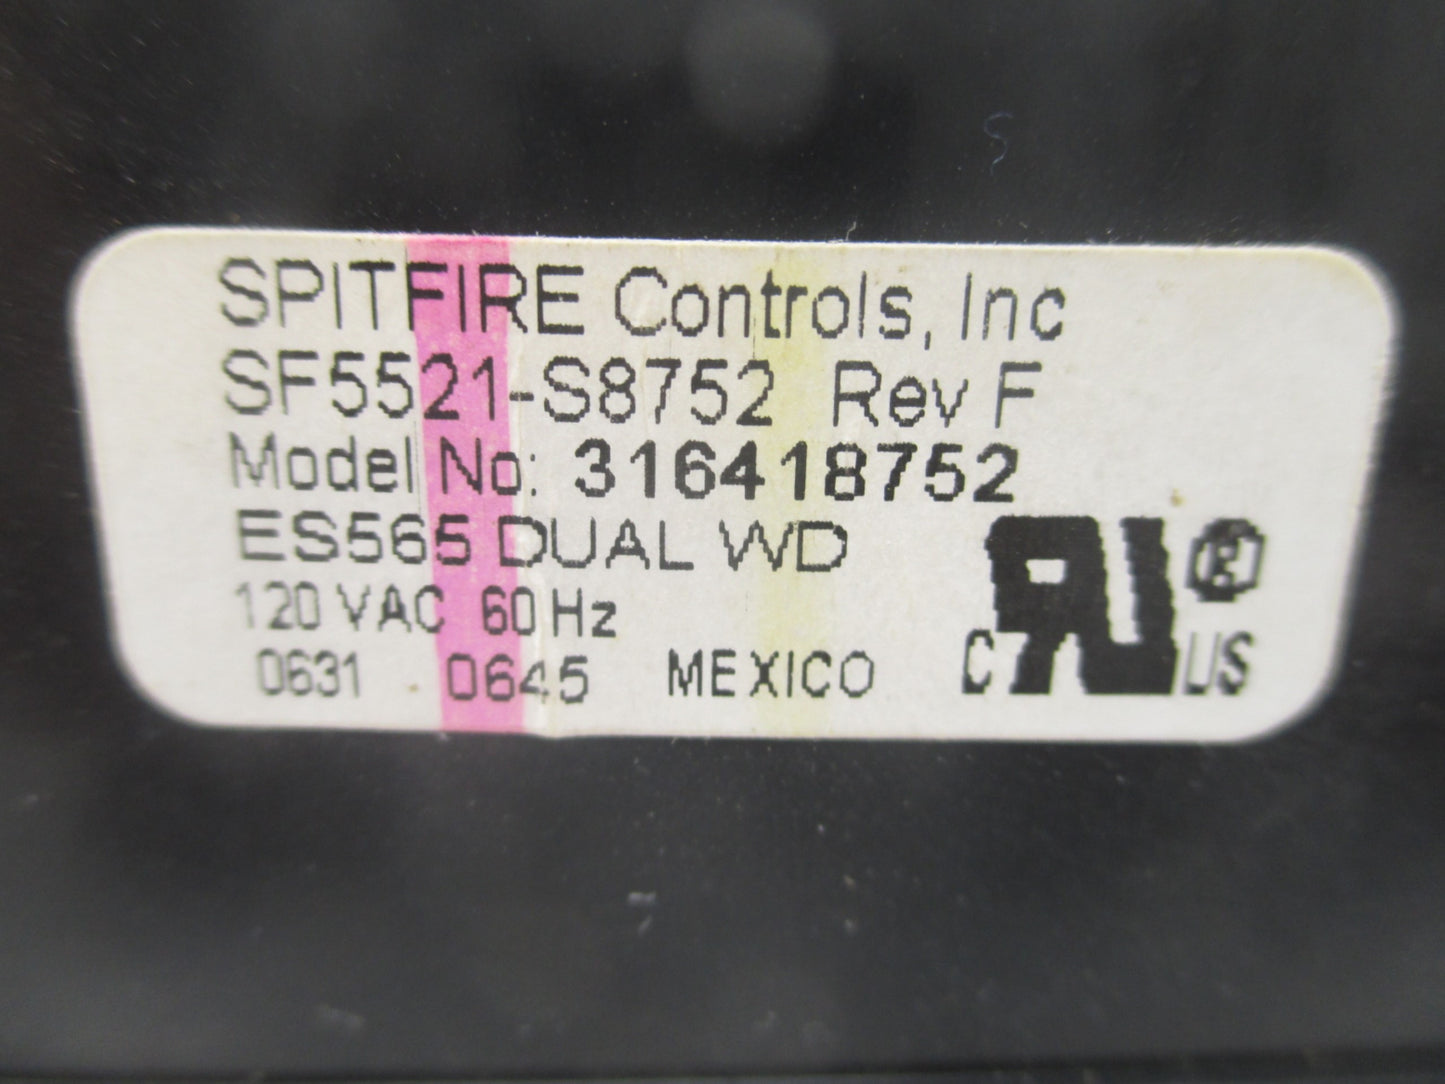 SPITFIRE Controls, Inc
SF5521-S8752 Rev F
Model No: 316418752
ES565 DUAL WD
120 VAC 60 Hz
0631 0645 MEXICO
C RU US ®